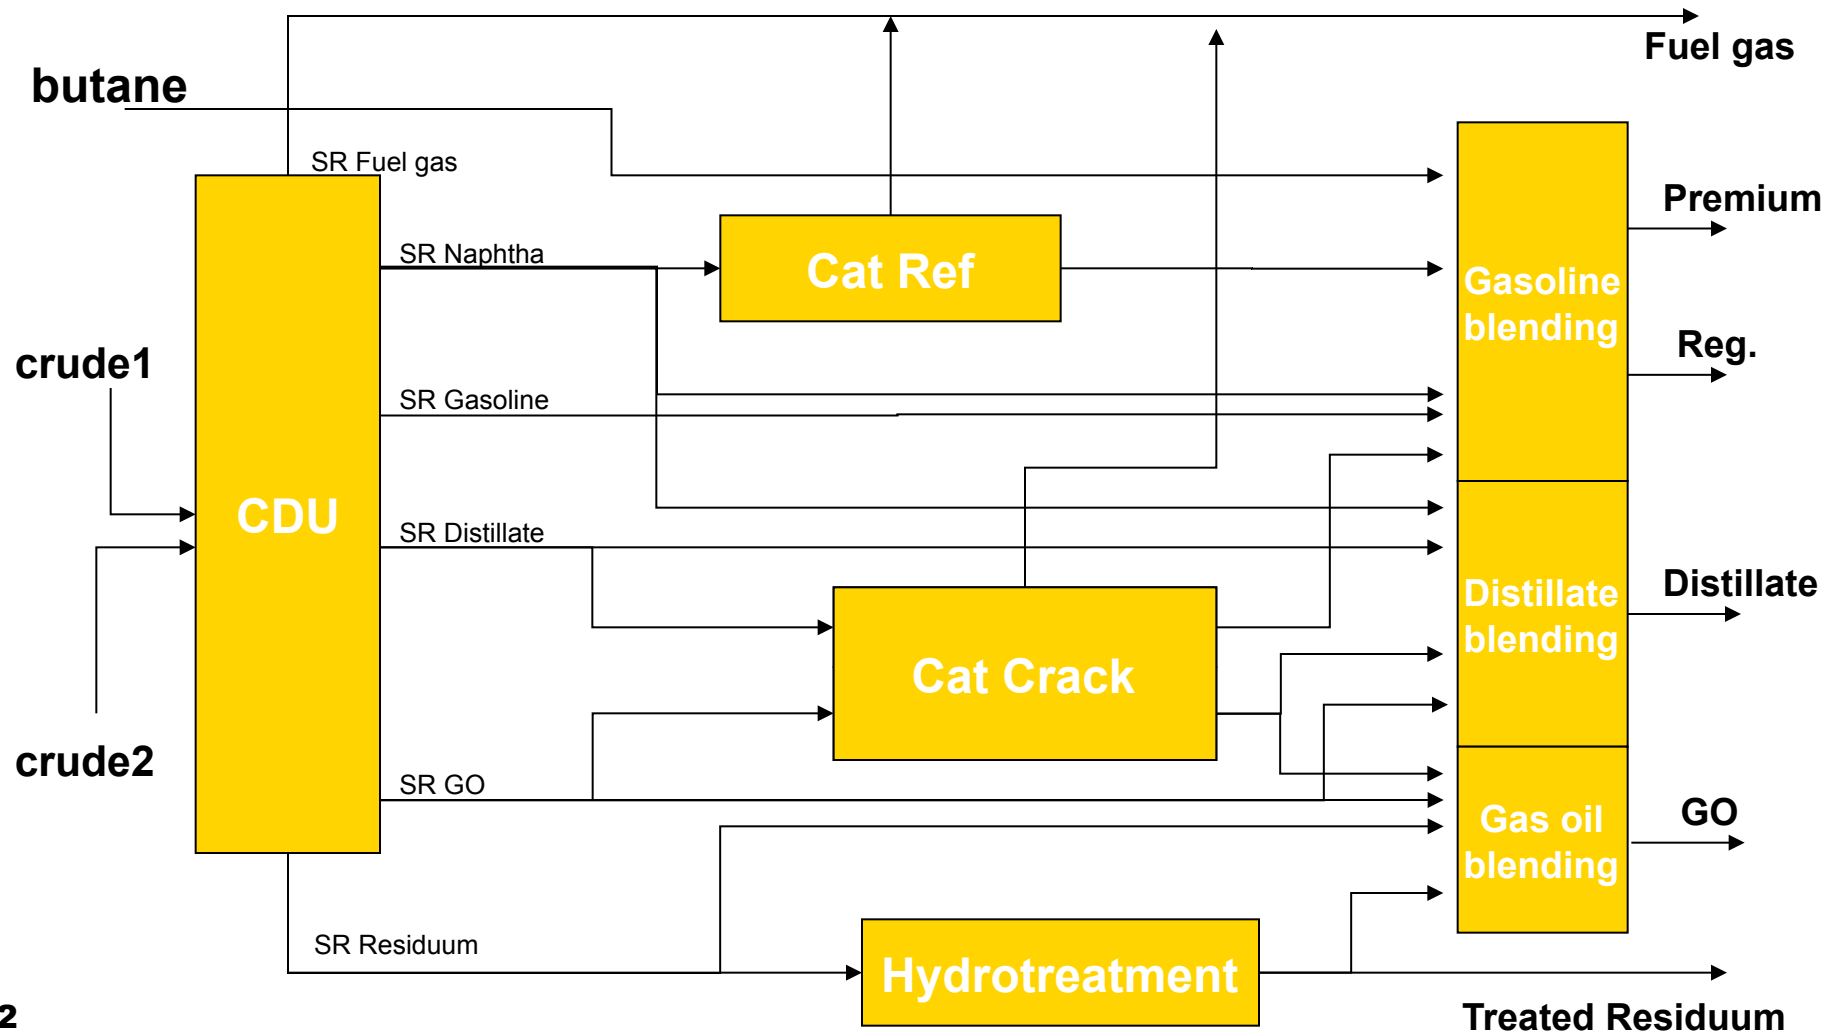 Fuel gas
butane
SR Fuel gas
Premium
SR Naphtha
Cat Ref
Gasoline
blending
Reg.
crude1
SR Gasoline
CDU
SR Distillate
Distillate
blending
Distillate
Cat Crack
crude2
SR GO
GO
Gas oil
blending
SR Residuum
Hydrotreatment
Treated Residuum
2